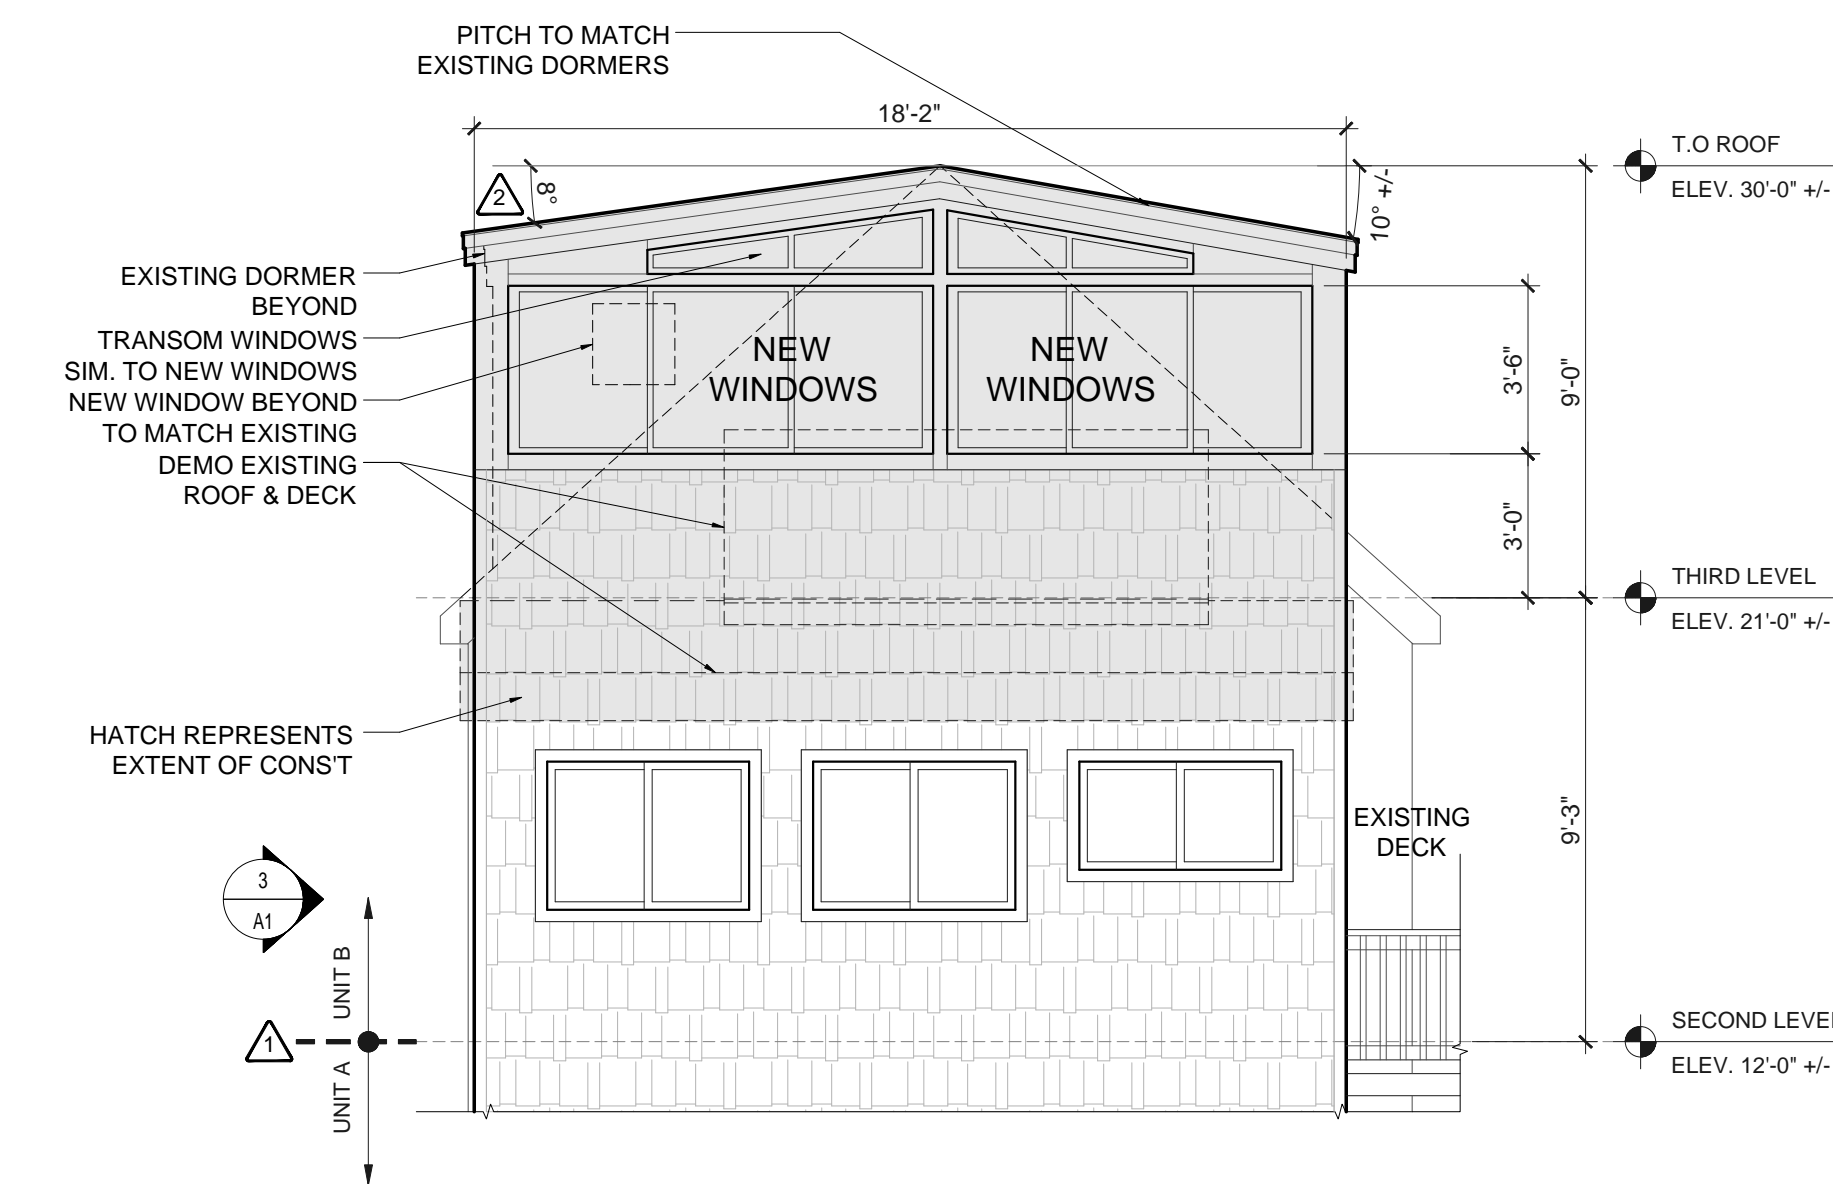 PITCH TO MATCH
EXISTING DORMERS
18'-2"
T.O ROOF
ELEV. 30'-0" +/-
2
8°
10° +/-
EXISTING DORMER
BEYOND
TRANSOM WINDOWS
SIM. TO NEW WINDOWS
NEW WINDOW BEYOND
TO MATCH EXISTING
DEMO EXISTING
ROOF & DECK
NEW
WINDOWS
NEW
WINDOWS
3'-6"
9'-0"
3'-0"
THIRD LEVEL
ELEV. 21'-0" +/-
HATCH REPRESENTS
EXTENT OF CONS'T
EXISTING
DECK
9'-3"
3
A1
UNIT B
1
UNIT A
SECOND LEVEL
ELEV. 12'-0" +/-